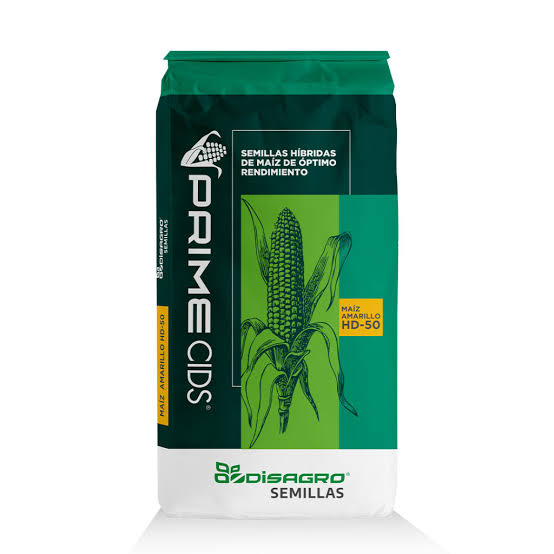 SEMILLAS HÍBRIDAS
DE MAÍZ DE ÓPTIMO
RENDIMIENTO
PRIME CIDS®
MAÍZ
AMARILLO
HD-50
DISAGRO®
SEMILLAS
DISAGRO
SEMILLAS
MAÍZ AMARILLO HD-50